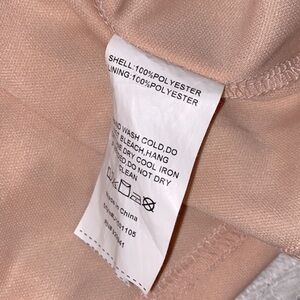 SHELL:100%POLYESTER
LINING:100%POLYESTER
WASH COLD,DO
BLEACH,HANG
DRY COOL IRON
DO NOT DRY
CLEAN
Made in China